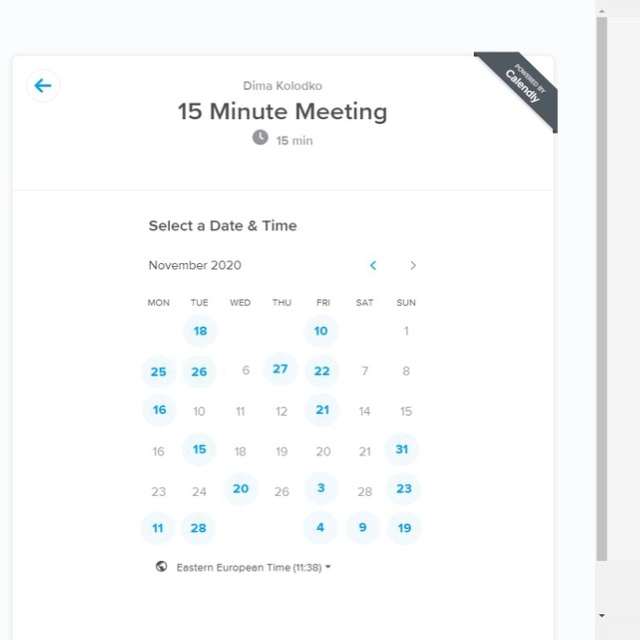 POWERED BY
Calendly
Dima Kolodko
15 Minute Meeting
15 min
Select a Date & Time
November 2020
MON TUE WED THU FRI SAT SUN
18 10 1
25 26 6 27 22 7 8
16 10 11 12 21 14 15
16 15 18 19 20 21 31
23 24 20 26 3 28 23
11 28 4 9 19
Eastern European Time (11:38)